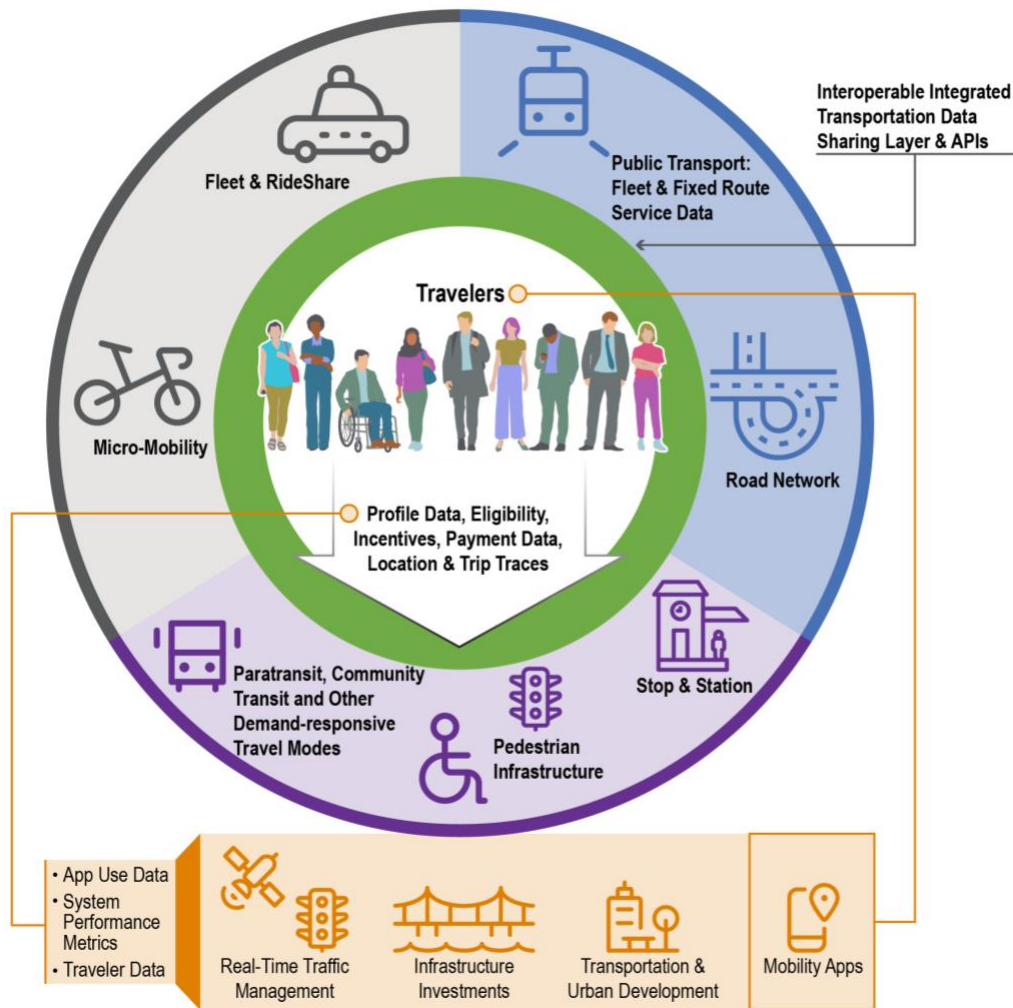 Interoperable Integrated
Transportation Data
Sharing Layer & APIs
Fleet & RideShare
Public Transport:
Fleet & Fixed Route
Service Data
Travelers
Micro-Mobility
Road Network
Profile Data, Eligibility,
Incentives, Payment Data,
Location & Trip Traces
Paratransit, Community
Transit and Other
Demand-responsive
Travel Modes
Pedestrian
Infrastructure
Stop & Station
• App Use Data
• System
Performance
Metrics
• Traveler Data
Real-Time Traffic
Management
Infrastructure
Investments
Transportation &
Urban Development
Mobility Apps